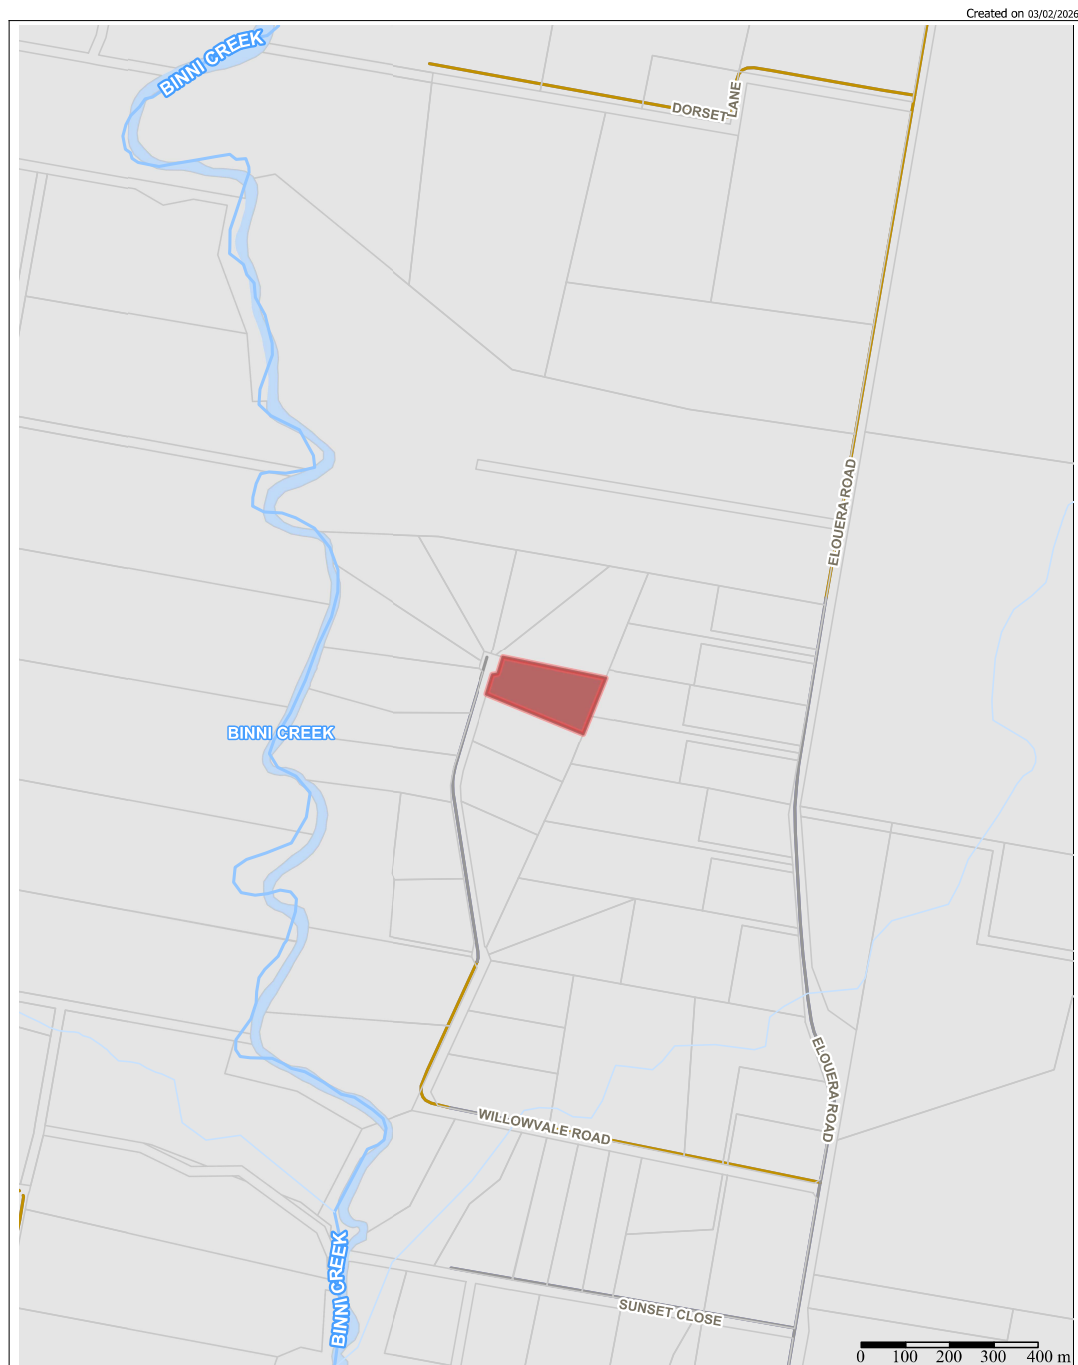 Created on 03/02/2026
BINNI CREEK
DORSET LANE
ELOUERA ROAD
BINNI CREEK
ELOUERA ROAD
WILLOWVALE ROAD
BINNI CREEK
SUNSET CLOSE
0 100 200 300 400 m